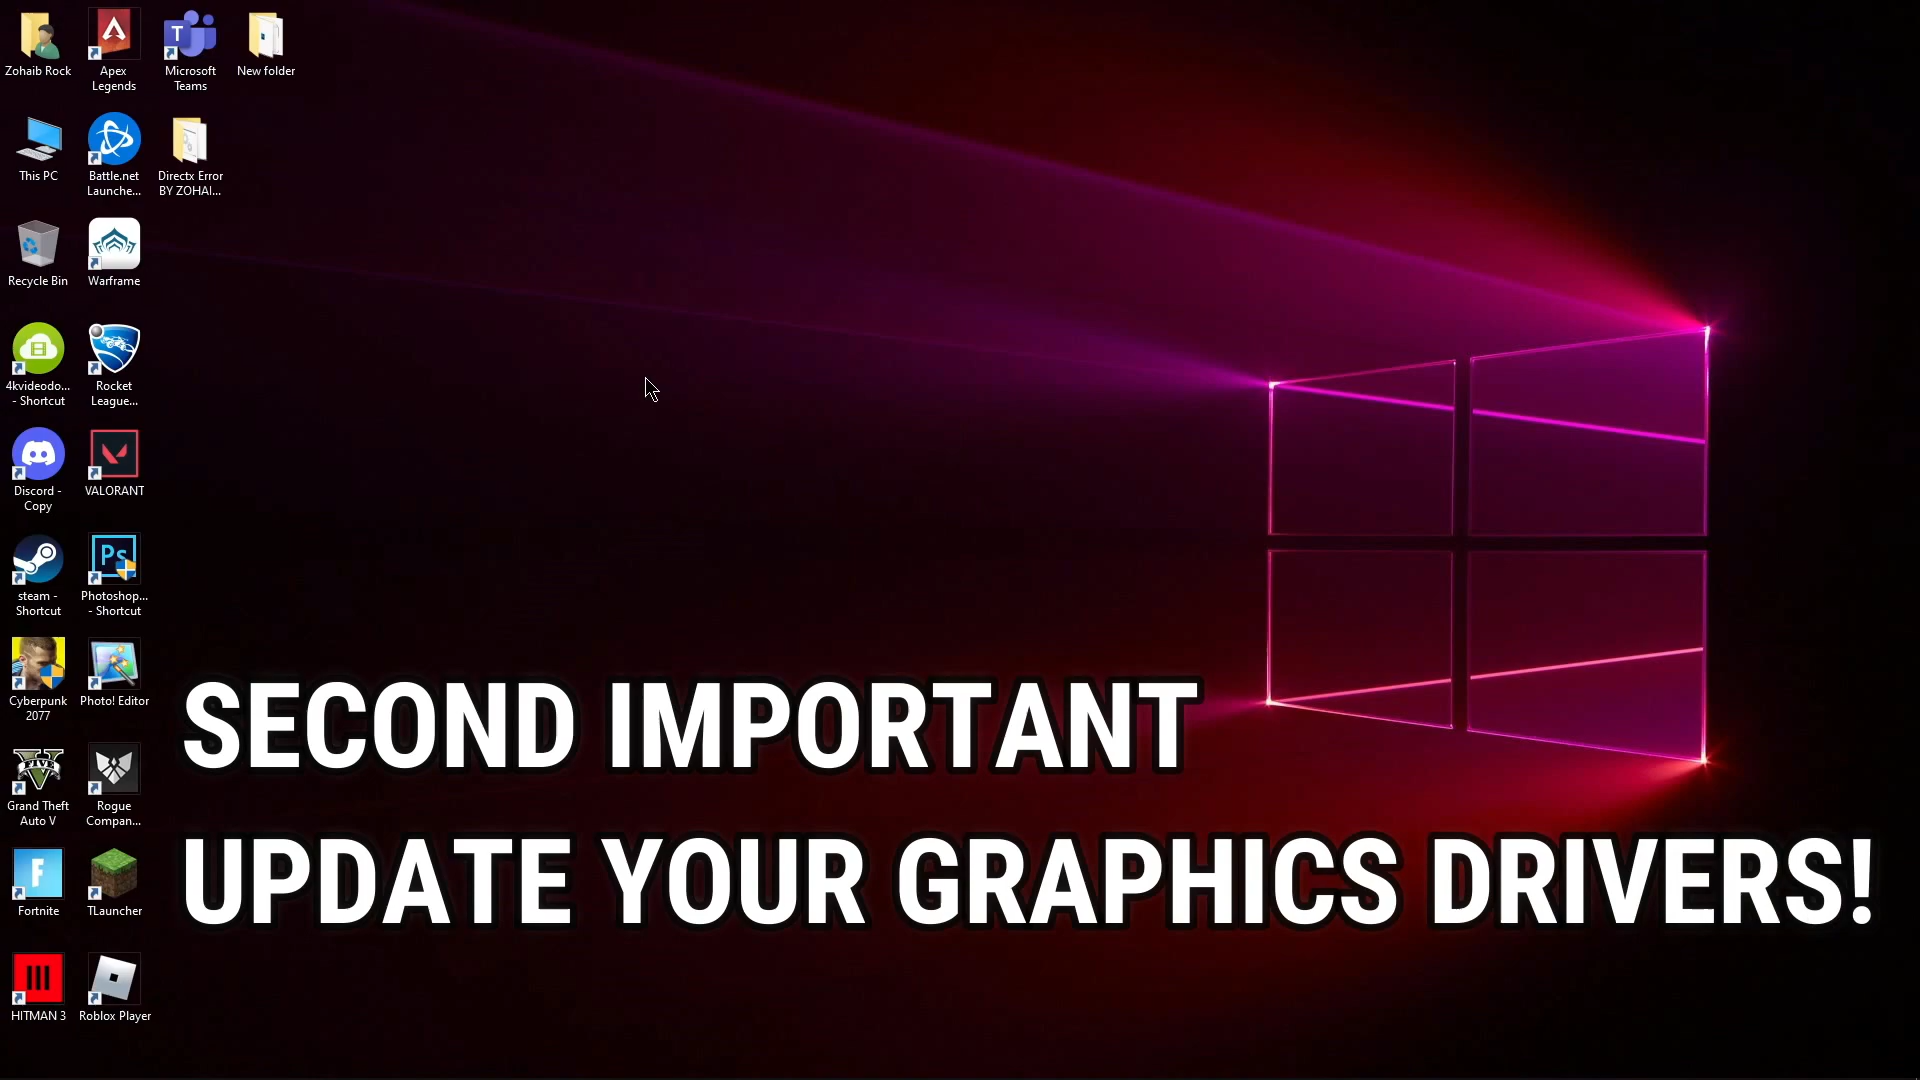 Zohaib Rock
Apex
Legends
Microsoft
Teams
New folder
This PC
Battle.net
Launche...
Directx Error
BY ZOHAI...
Recycle Bin
Warframe
4kvideodo...
- Shortcut
Rocket
League...
Discord -
Copy
VALORANT
steam -
Shortcut
Photoshop...
- Shortcut
Cyberpunk
2077
Photo! Editor
Grand Theft
Auto V
Rogue
Compan...
Fortnite
TLauncher
HITMAN 3
Roblox Player
SECOND IMPORTANT
UPDATE YOUR GRAPHICS DRIVERS!